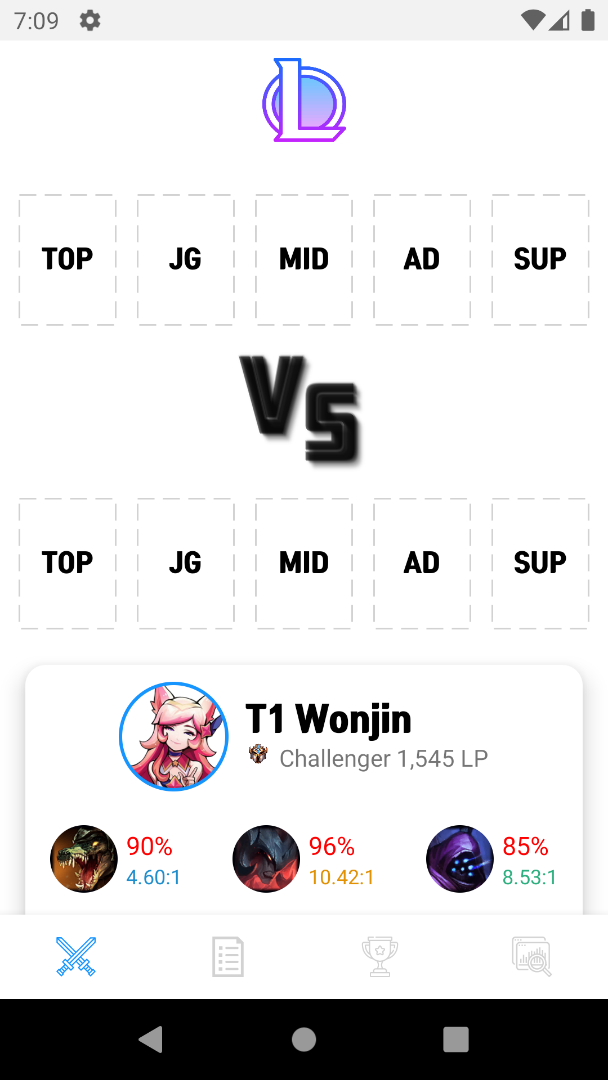 7:09
TOP JG MID AD SUP
VS
TOP JG MID AD SUP
T1 Wonjin
Challenger 1,545 LP
90% 96% 85%
4.60:1 10.42:1 8.53:1